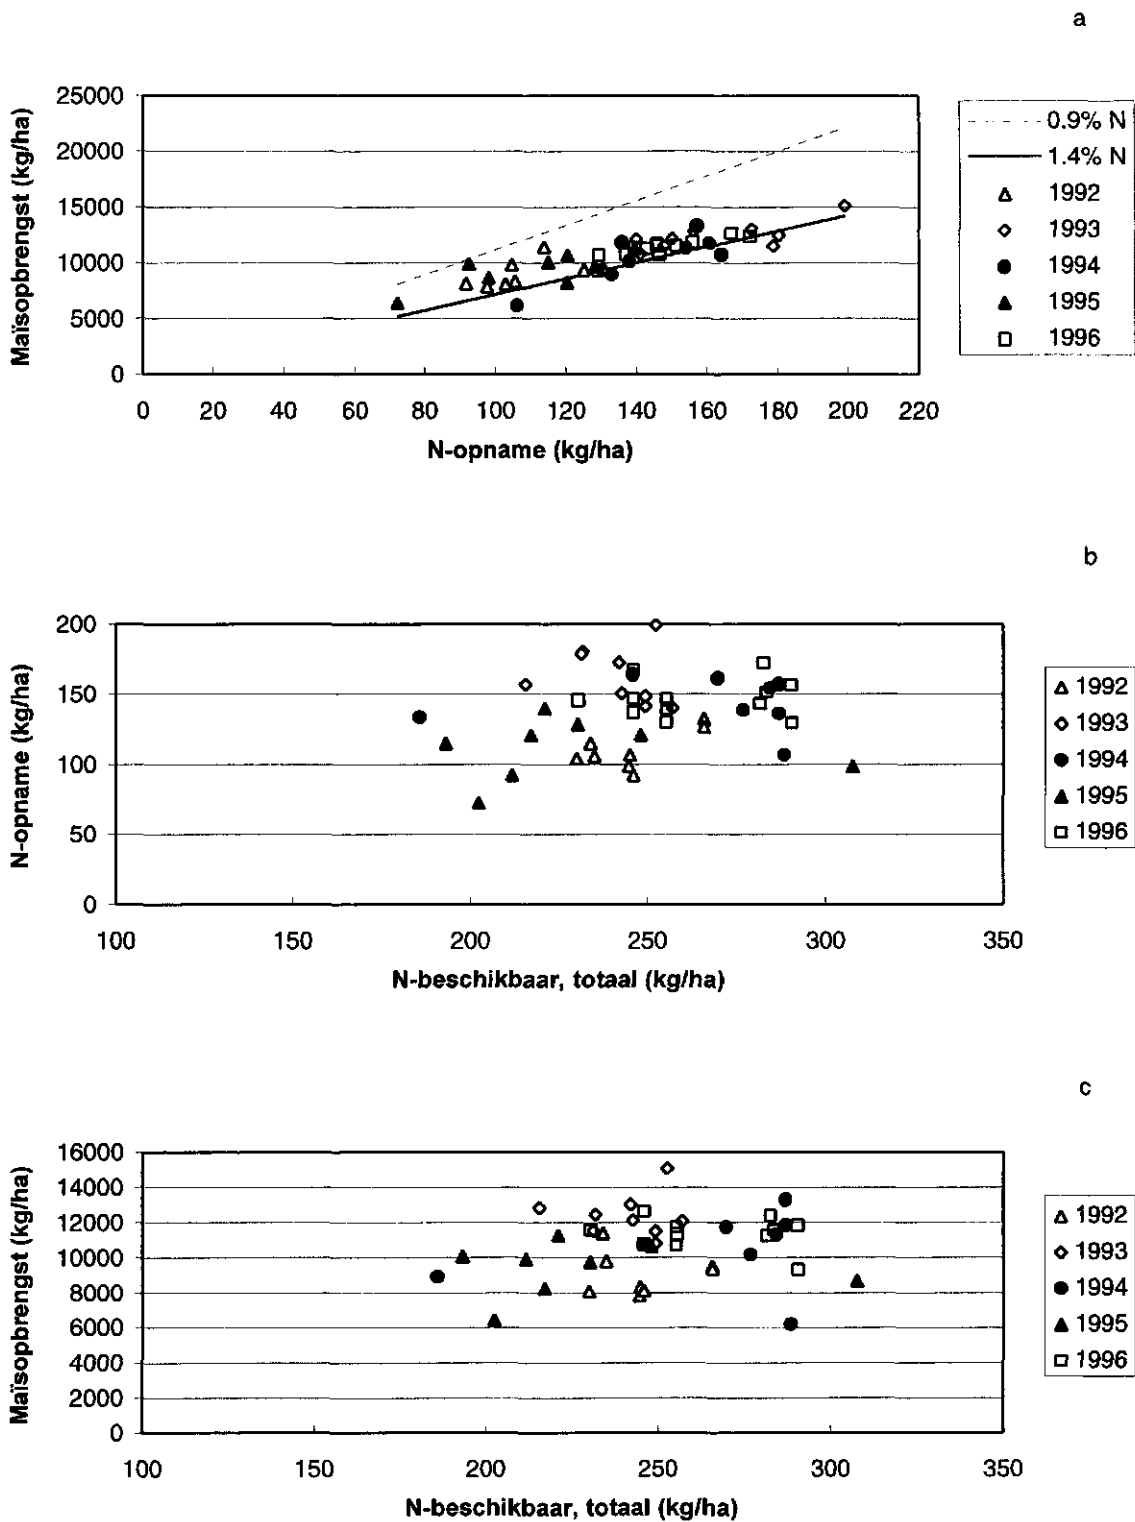 a
Maïsopbrengst (kg/ha)
25000
20000
15000
10000
5000
0
0 20 40 60 80 100 120 140 160 180 200 220
N-opname (kg/ha)
0.9% N
1.4% N
1992
1993
1994
1995
1996
b
N-opname (kg/ha)
200
150
100
50
0
100 150 200 250 300 350
N-beschikbaar, totaal (kg/ha)
1992
1993
1994
1995
1996
c
Maïsopbrengst (kg/ha)
16000
14000
12000
10000
8000
6000
4000
2000
0
100 150 200 250 300 350
N-beschikbaar, totaal (kg/ha)
1992
1993
1994
1995
1996